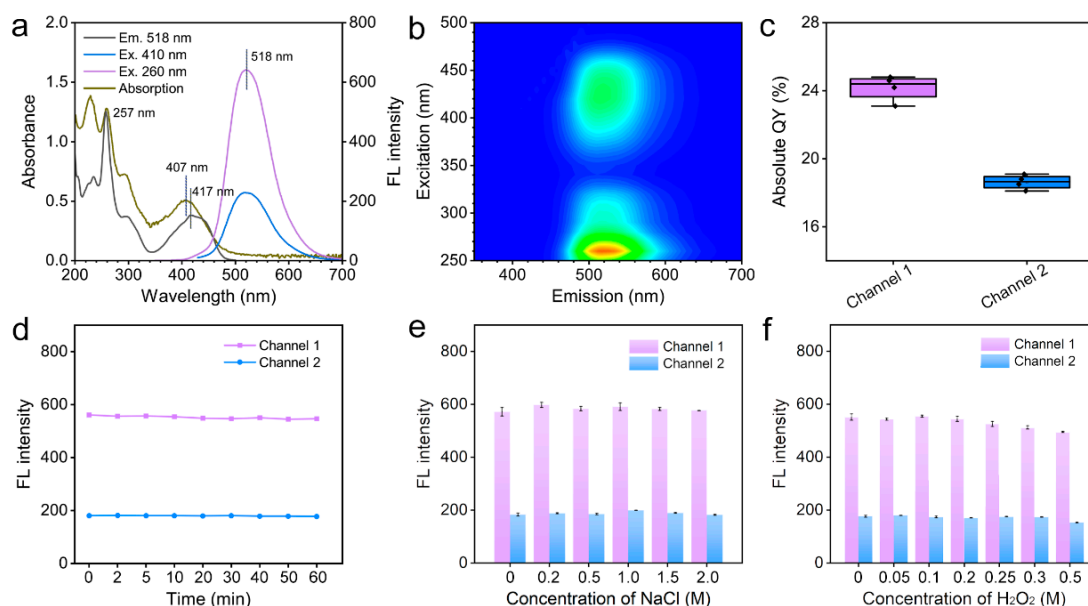 a
2.0
1.5
1.0
0.5
0.0
Absorbance
800
600
400
200
0
FL intensity
Em. 518 nm
Ex. 410 nm
Ex. 260 nm
Absorption
518 nm
257 nm
407 nm
417 nm
200 300 400 500 600 700
Wavelength (nm)
b
500
450
400
350
300
250
Excitation (nm)
400 500 600 700
Emission (nm)
c
28
24
19
16
Absolute QY (%)
Channel 1
Channel 2
d
800
600
400
200
0
FL intensity
Channel 1
Channel 2
0 2 5 10 20 30 40 50 60
Time (min)
e
800
600
400
200
0
FL intensity
Channel 1
Channel 2
0 0.2 0.5 1.0 1.5 2.0
Concentration of NaCl (M)
f
800
600
400
200
0
FL intensity
Channel 1
Channel 2
0 0.05 0.1 0.2 0.25 0.3 0.5
Concentration of H₂O₂ (M)